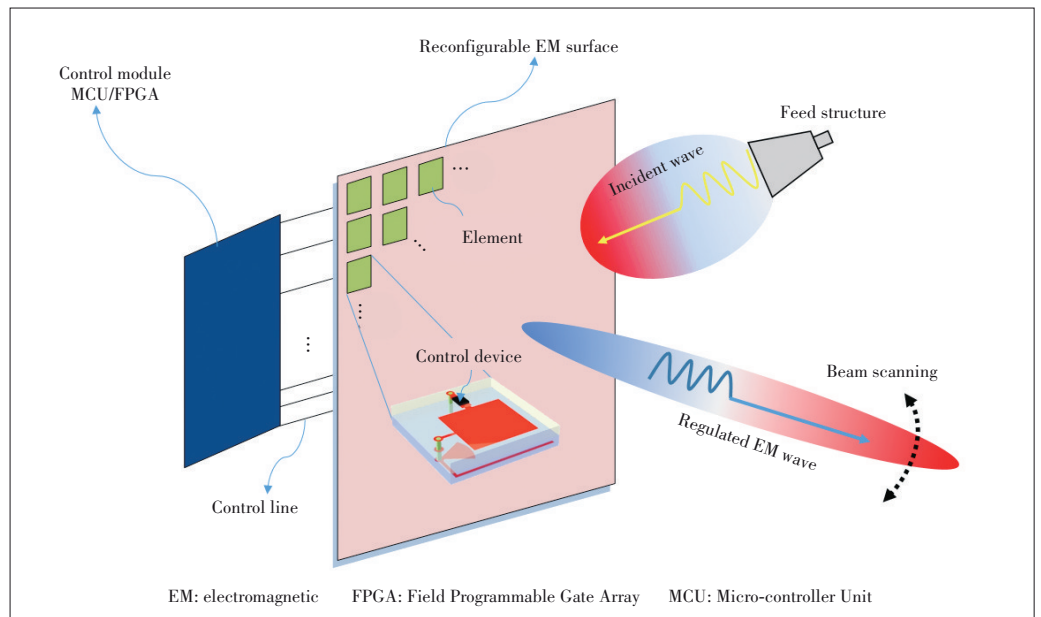 Reconfigurable EM surface
Control module
MCU/FPGA
Feed structure
Incident wave
Element
Control device
Beam scanning
Regulated EM wave
Control line
EM: electromagnetic FPGA: Field Programmable Gate Array MCU: Micro-controller Unit